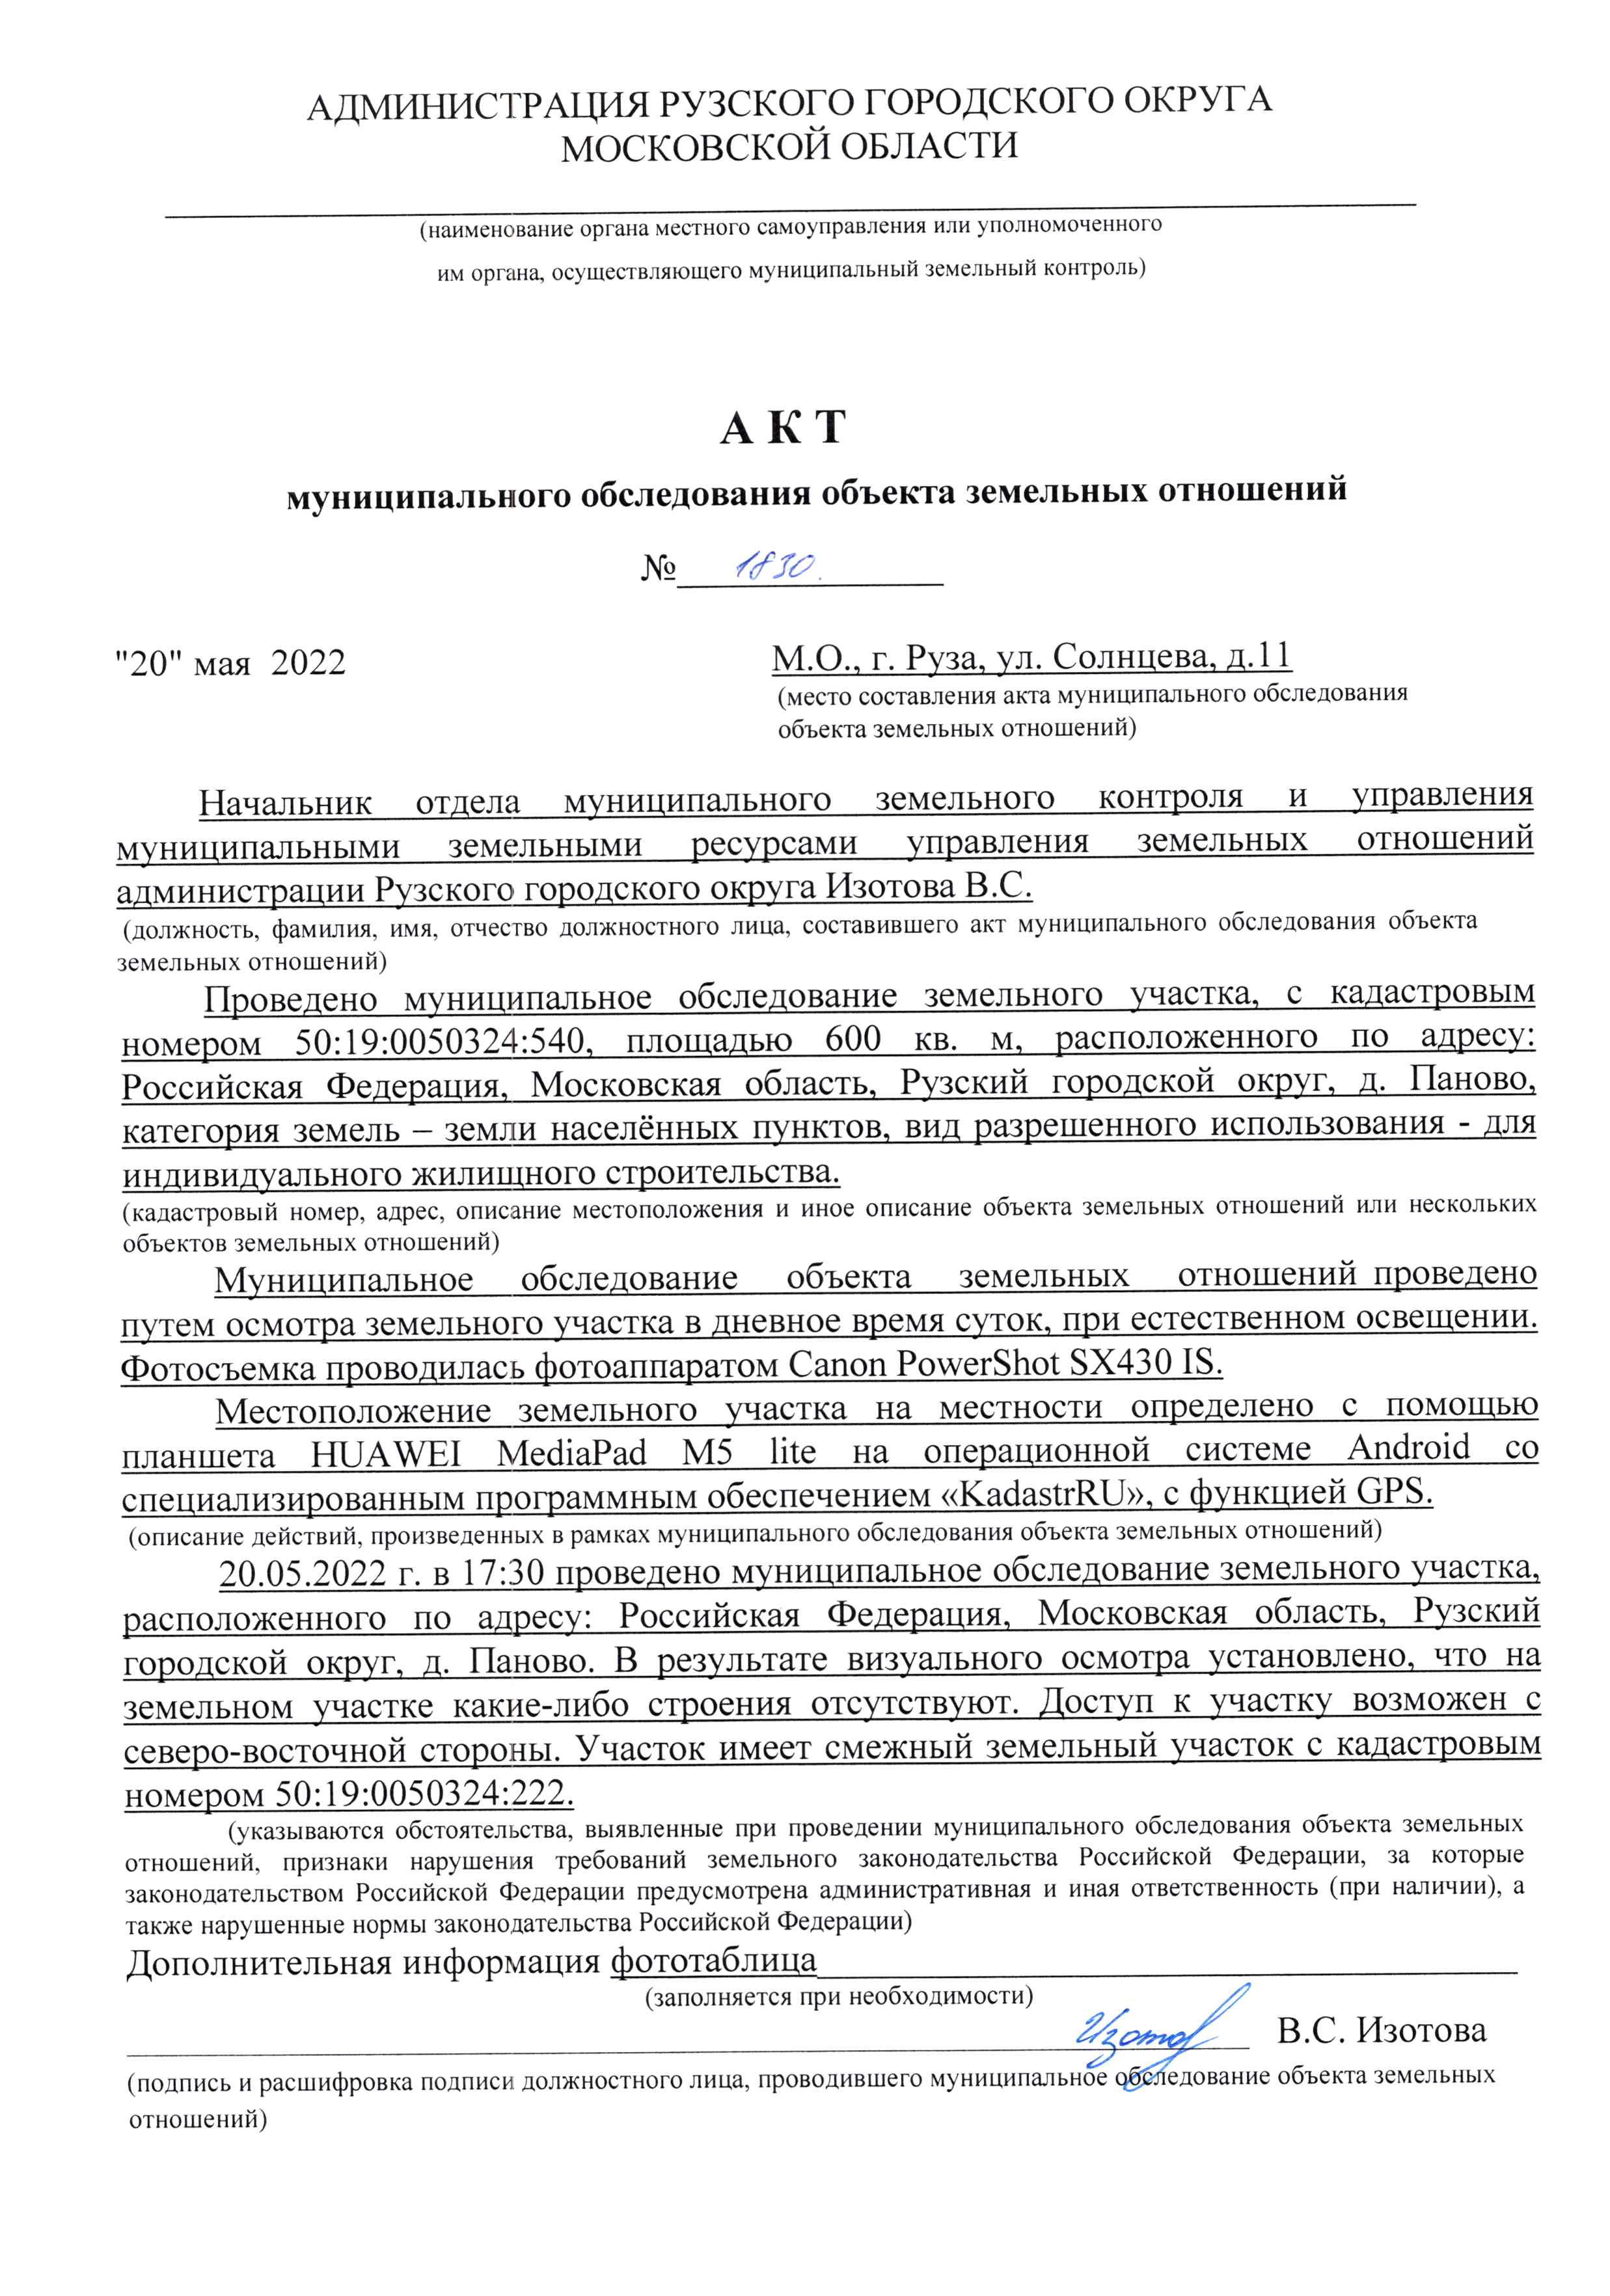 АДМИНИСТРАЦИЯ РУЗСКОГО ГОРОДСКОГО ОКРУГА
МОСКОВСКОЙ ОБЛАСТИ
(наименование органа местного самоуправления или уполномоченного
им органа, осуществляющего муниципальный земельный контроль)
А К Т
муниципального обследования объекта земельных отношений
№ 1830.
"20" мая 2022
М.О., г. Руза, ул. Солнцева, д.11
(место составления акта муниципального обследования
объекта земельных отношений)
Начальник отдела муниципального земельного контроля и управления
муниципальными земельными ресурсами управления земельных отношений
администрации Рузского городского округа Изотова В.С.
(должность, фамилия, имя, отчество должностного лица, составившего акт муниципального обследования объекта
земельных отношений)
Проведено муниципальное обследование земельного участка, с кадастровым
номером 50:19:0050324:540, площадью 600 кв. м, расположенного по адресу:
Российская Федерация, Московская область, Рузский городской округ, д. Паново,
категория земель – земли населённых пунктов, вид разрешенного использования - для
индивидуального жилищного строительства.
(кадастровый номер, адрес, описание местоположения и иное описание объекта земельных отношений или нескольких
объектов земельных отношений)
Муниципальное обследование объекта земельных отношений проведено
путем осмотра земельного участка в дневное время суток, при естественном освещении.
Фотосъемка проводилась фотоаппаратом Canon PowerShot SX430 IS.
Местоположение земельного участка на местности определено с помощью
планшета HUAWEI MediaPad M5 lite на операционной системе Android со
специализированным программным обеспечением «KadastrRU», с функцией GPS.
(описание действий, произведенных в рамках муниципального обследования объекта земельных отношений)
20.05.2022 г. в 17:30 проведено муниципальное обследование земельного участка,
расположенного по адресу: Российская Федерация, Московская область, Рузский
городской округ, д. Паново. В результате визуального осмотра установлено, что на
земельном участке какие-либо строения отсутствуют. Доступ к участку возможен с
северо-восточной стороны. Участок имеет смежный земельный участок с кадастровым
номером 50:19:0050324:222.
(указываются обстоятельства, выявленные при проведении муниципального обследования объекта земельных
отношений, признаки нарушения требований земельного законодательства Российской Федерации, за которые
законодательством Российской Федерации предусмотрена административная и иная ответственность (при наличии), а
также нарушенные нормы законодательства Российской Федерации)
Дополнительная информация фототаблица
(заполняется при необходимости)
Изотова В.С. Изотова
(подпись и расшифровка подписи должностного лица, проводившего муниципальное обследование объекта земельных
отношений)